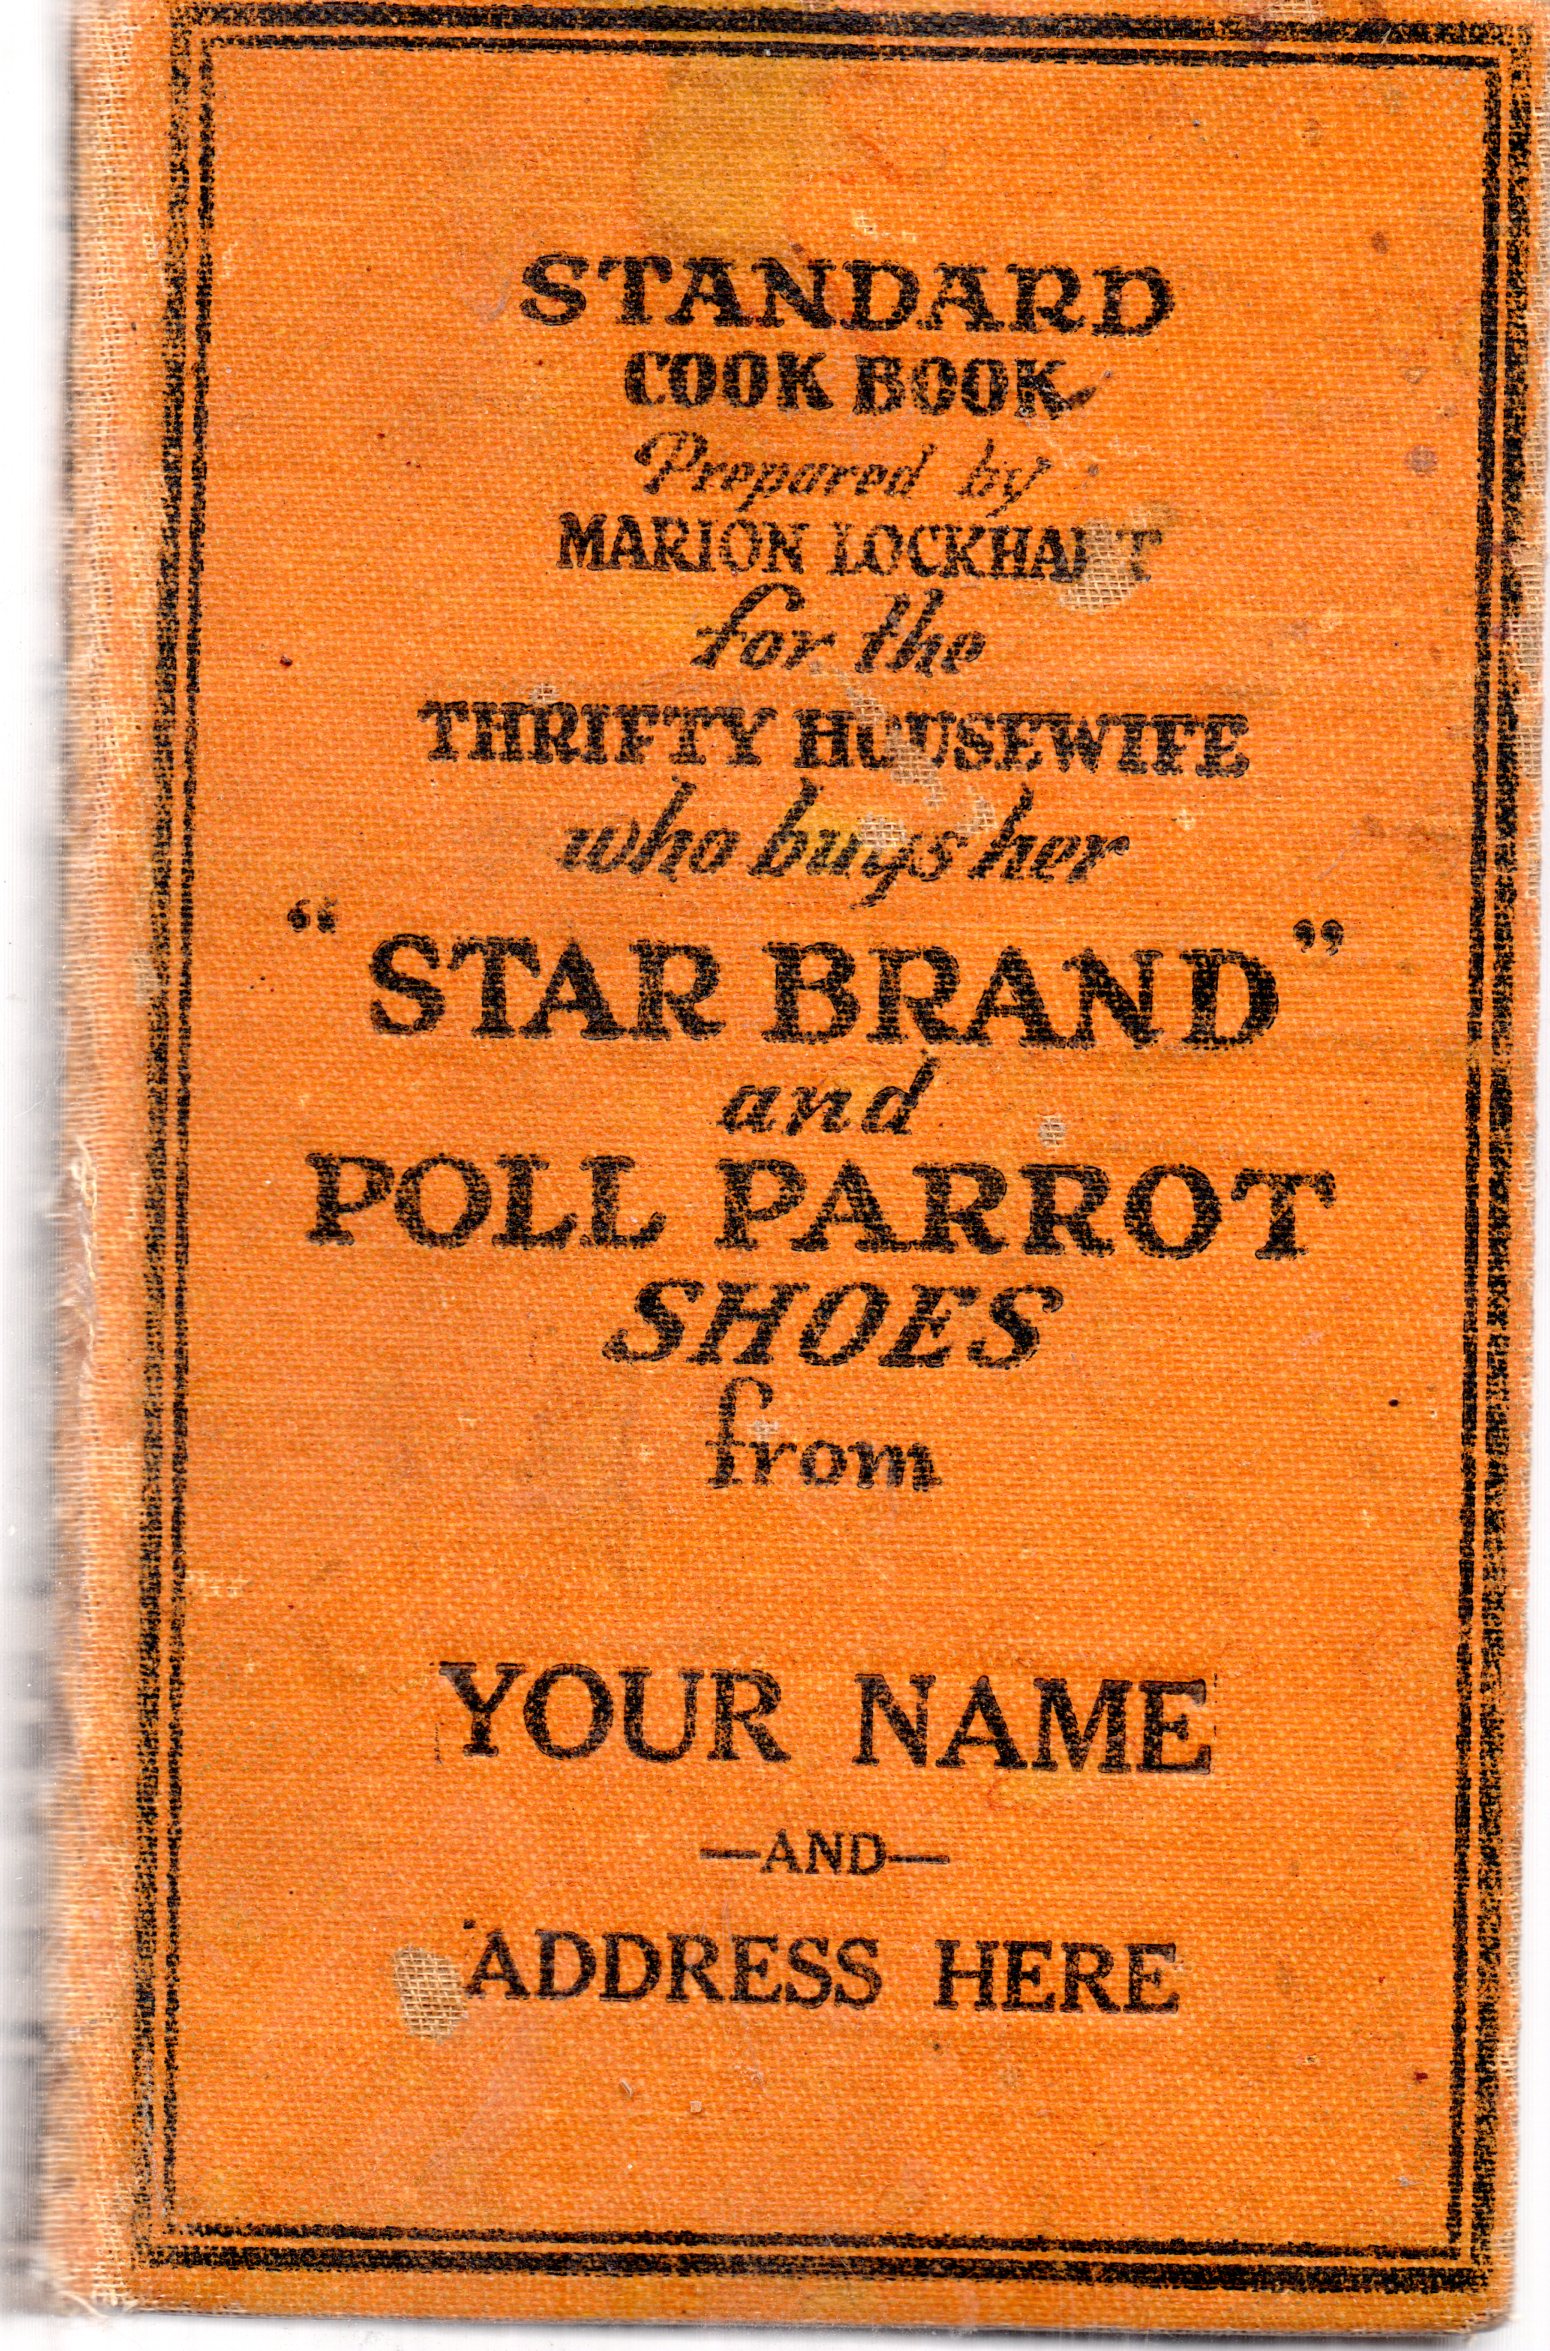 STANDARD
COOK BOOK
Prepared by
MARION LOCKHART
for the
THRIFTY HOUSEWIFE
who buys her
"STAR BRAND"
and
POLL PARROT
SHOES
from
YOUR NAME
—AND—
ADDRESS HERE